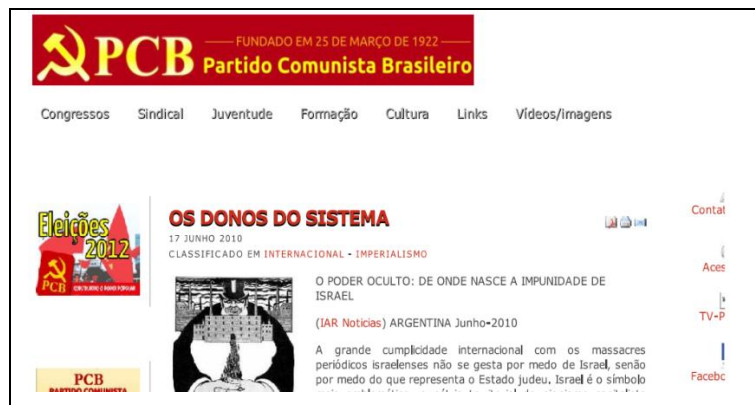 PCB
FUNDADO EM 25 DE MARÇO DE 1922
Partido Comunista Brasileiro
Congressos Sindical Juventude Formação Cultura Links Vídeos/imagens
Eleições
2012
PCB
OS DONOS DO SISTEMA
17 JUNHO 2010
CLASSIFICADO EM INTERNACIONAL - IMPERIALISMO
O PODER OCULTO: DE ONDE NASCE A IMPUNIDADE DE
ISRAEL
(IAR Noticias) ARGENTINA Junho-2010
A grande cumplicidade internacional com os massacres
periódicos israelenses não se gesta por medo de Israel, senão
por medo do que representa o Estado judeu. Israel é o símbolo
PCB
PARTIDO COMUNISTA
Contat
Aces
TV-P
Facebo